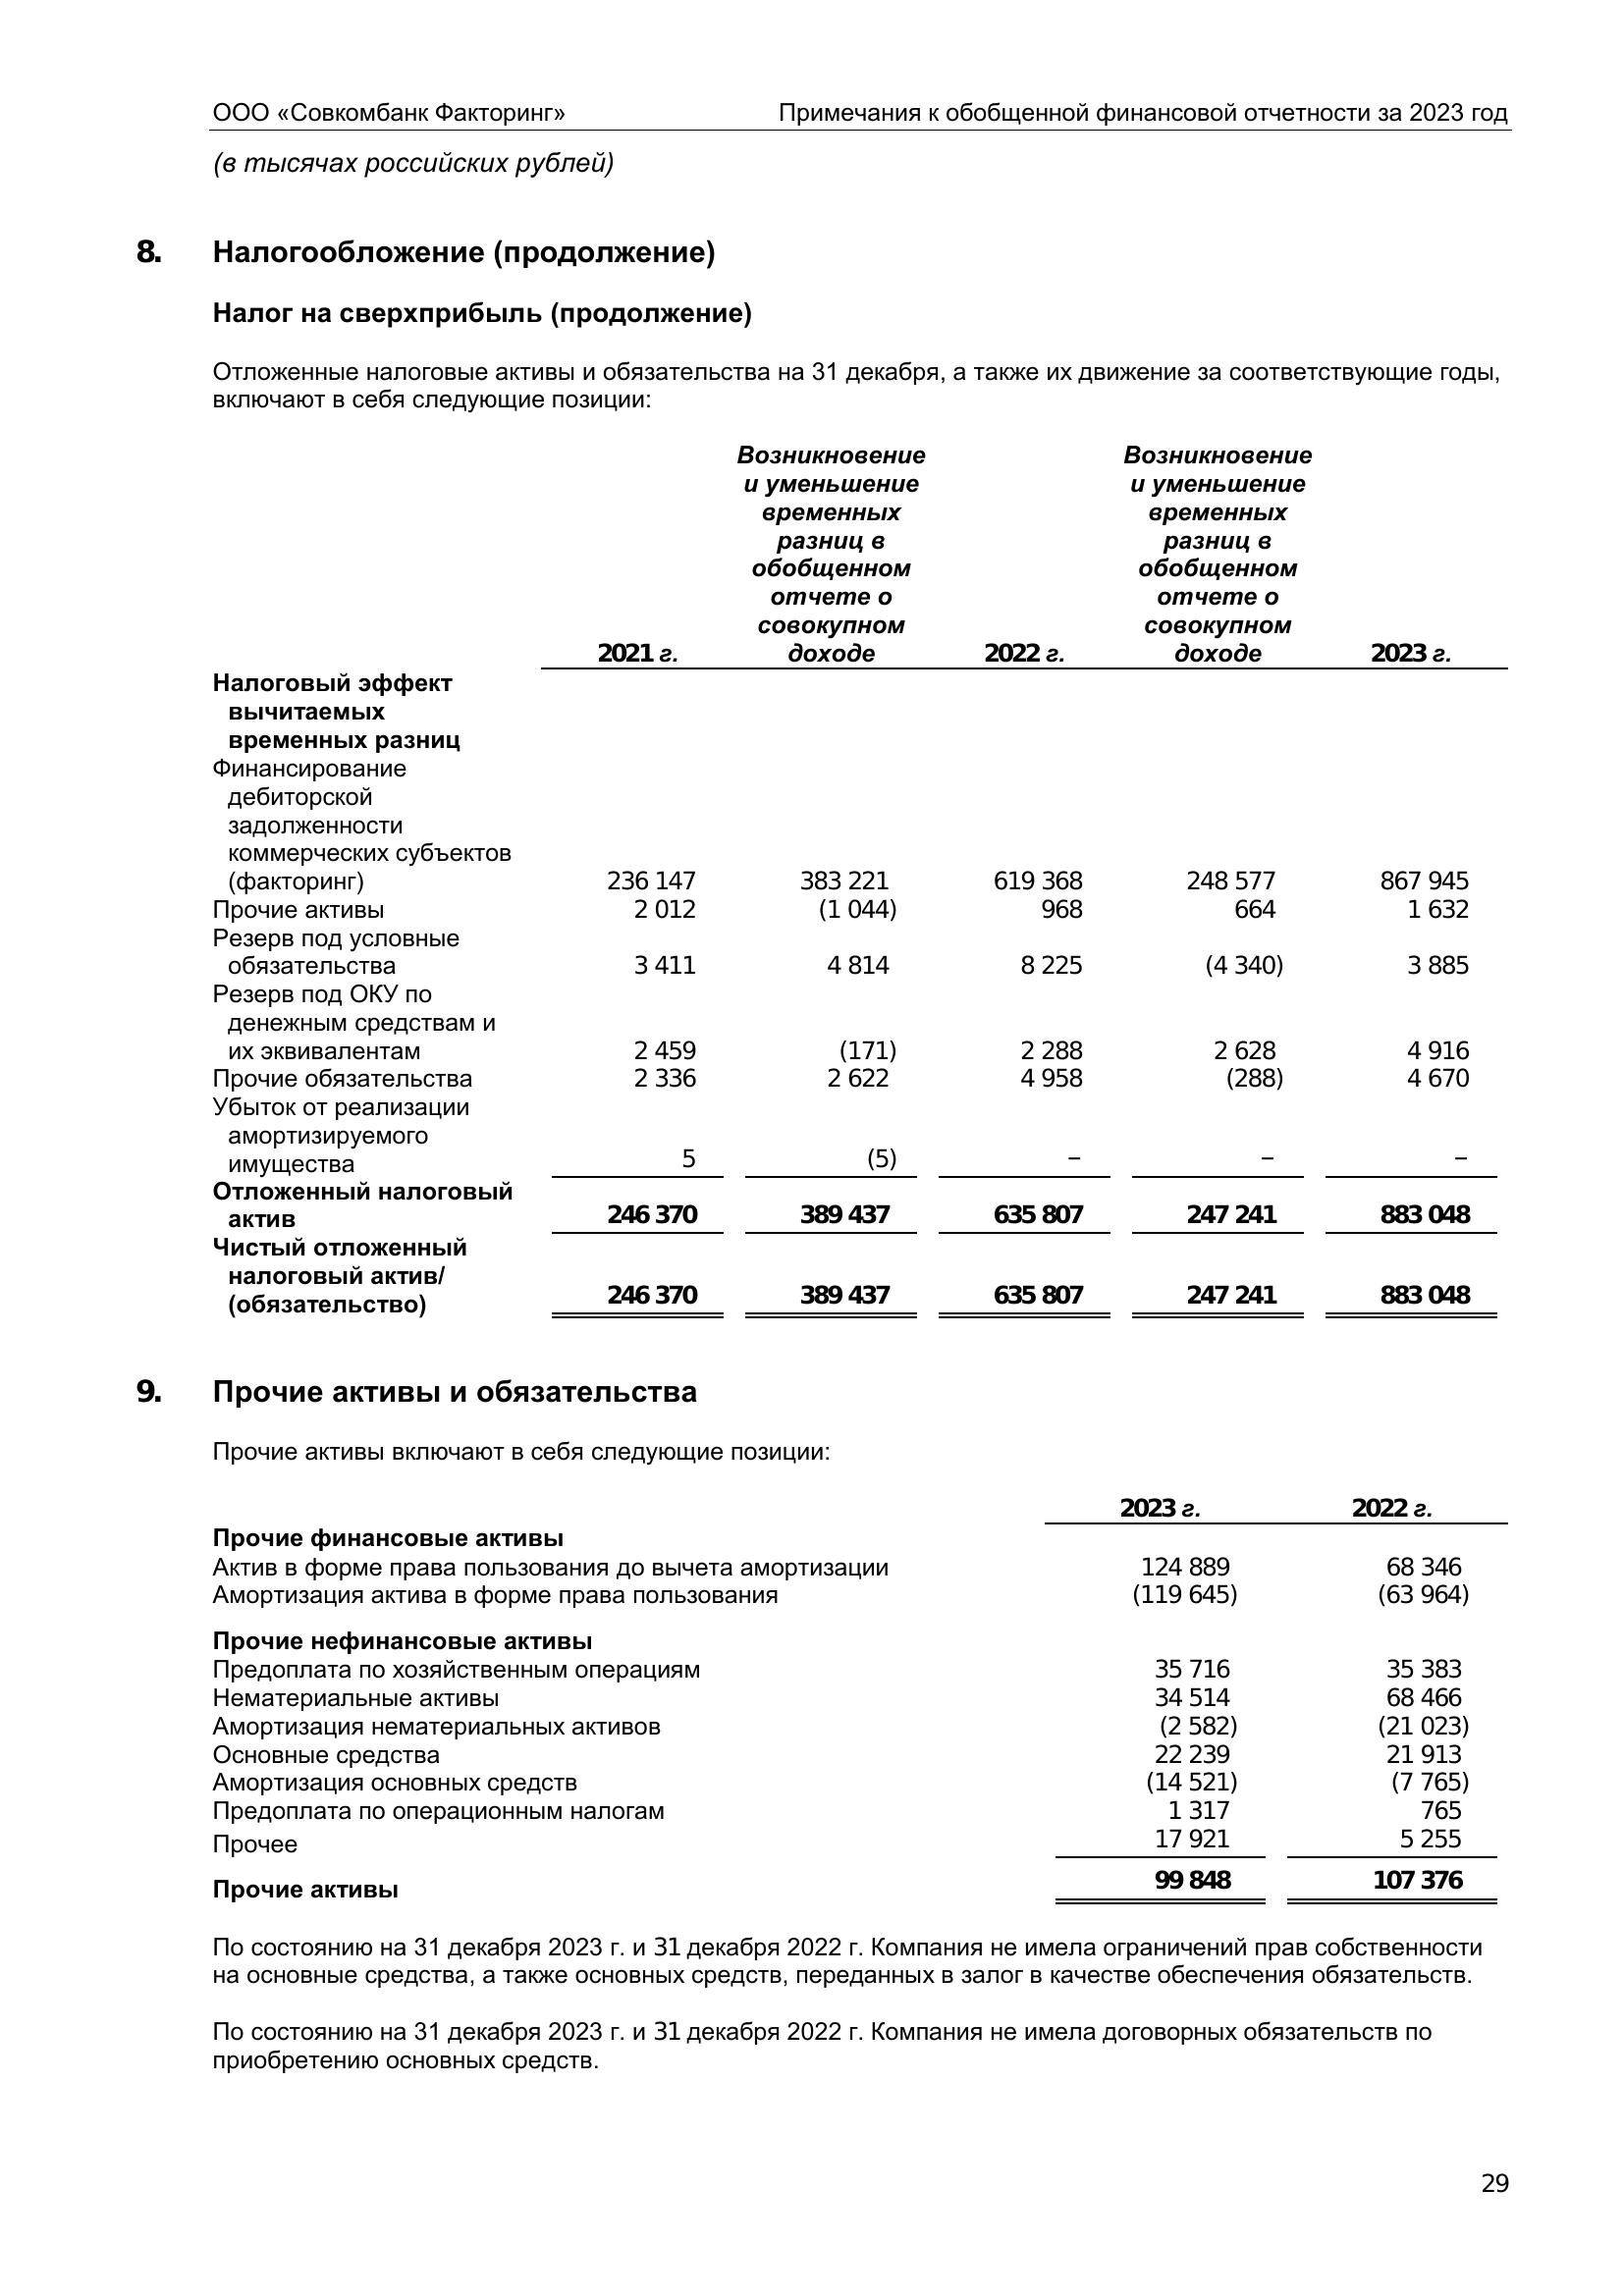 ООО «Совкомбанк Факторинг» Примечания к обобщенной финансовой отчетности за 2023 год
(в тысячах российских рублей)
8. Налогообложение (продолжение)
Налог на сверхприбыль (продолжение)
Отложенные налоговые активы и обязательства на 31 декабря, а также их движение за соответствующие годы,
включают в себя следующие позиции:
Возникновение Возникновение
и уменьшение и уменьшение
временных временных
разниц в разниц в
обобщенном обобщенном
отчете о отчете о
совокупном совокупном
2021 г. доходе 2022 г. доходе 2023 г.
Налоговый эффект
вычитаемых
временных разниц
Финансирование
дебиторской
задолженности
коммерческих субъектов
(факторинг) 236 147 383 221 619 368 248 577 867 945
Прочие активы 2 012 (1 044) 968 664 1 632
Резерв под условные
обязательства 3 411 4 814 8 225 (4 340) 3 885
Резерв под ОКУ по
денежным средствам и
их эквивалентам 2 459 (171) 2 288 2 628 4 916
Прочие обязательства 2 336 2 622 4 958 (288) 4 670
Убыток от реализации
амортизируемого
имущества 5 (5) – – –
Отложенный налоговый
актив 246 370 389 437 635 807 247 241 883 048
Чистый отложенный
налоговый актив/
(обязательство) 246 370 389 437 635 807 247 241 883 048
9. Прочие активы и обязательства
Прочие активы включают в себя следующие позиции:
2023 г. 2022 г.
Прочие финансовые активы
Актив в форме права пользования до вычета амортизации 124 889 68 346
Амортизация актива в форме права пользования (119 645) (63 964)
Прочие нефинансовые активы
Предоплата по хозяйственным операциям 35 716 35 383
Нематериальные активы 34 514 68 466
Амортизация нематериальных активов (2 582) (21 023)
Основные средства 22 239 21 913
Амортизация основных средств (14 521) (7 765)
Предоплата по операционным налогам 1 317 765
Прочее 17 921 5 255
Прочие активы 99 848 107 376
По состоянию на 31 декабря 2023 г. и 31 декабря 2022 г. Компания не имела ограничений прав собственности
на основные средства, а также основных средств, переданных в залог в качестве обеспечения обязательств.
По состоянию на 31 декабря 2023 г. и 31 декабря 2022 г. Компания не имела договорных обязательств по
приобретению основных средств.
29